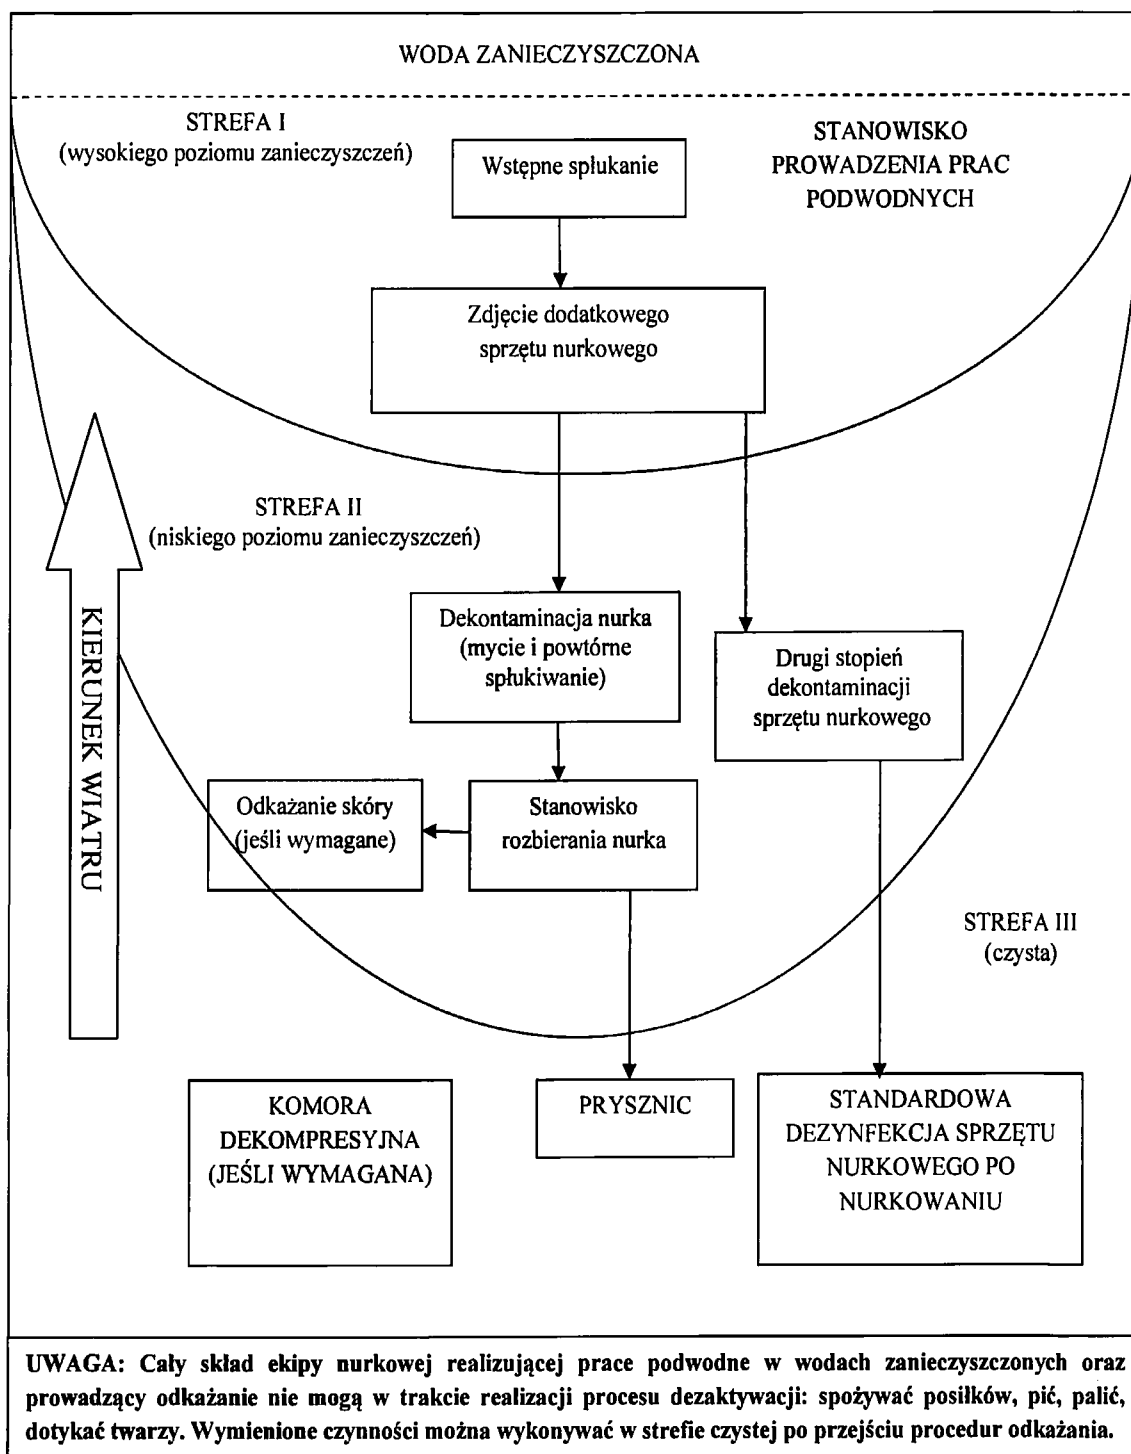 WODA ZANIECZYSZCZONA
STREFA I
(wysokiego poziomu zanieczyszczeń)
Wstępne spłukanie
STANOWISKO
PROWADZENIA PRAC
PODWODNYCH
Zdjęcie dodatkowego
sprzętu nurkowego
STREFA II
(niskiego poziomu zanieczyszczeń)
KIERUNEK WIATRU
Dekontaminacja nurka
(mycie i powtórne
spłukiwanie)
Drugi stopień
dekontaminacji
sprzętu nurkowego
Odkażanie skóry
(jeśli wymagane)
Stanowisko
rozbierania nurka
STREFA III
(czysta)
KOMORA
DEKOMPRESYJNA
(JEŚLI WYMAGANA)
PRYSZNIC
STANDARDOWA
DEZYNFEKCJA SPRZĘTU
NURKOWEGO PO
NURKOWANIU
UWAGA: Cały skład ekipy nurkowej realizującej prace podwodne w wodach zanieczyszczonych oraz
prowadzący odkażanie nie mogą w trakcie realizacji procesu dezaktywacji: spożywać posiłków, pić, palić,
dotykać twarzy. Wymienione czynności można wykonywać w strefie czystej po przejściu procedur odkażania.